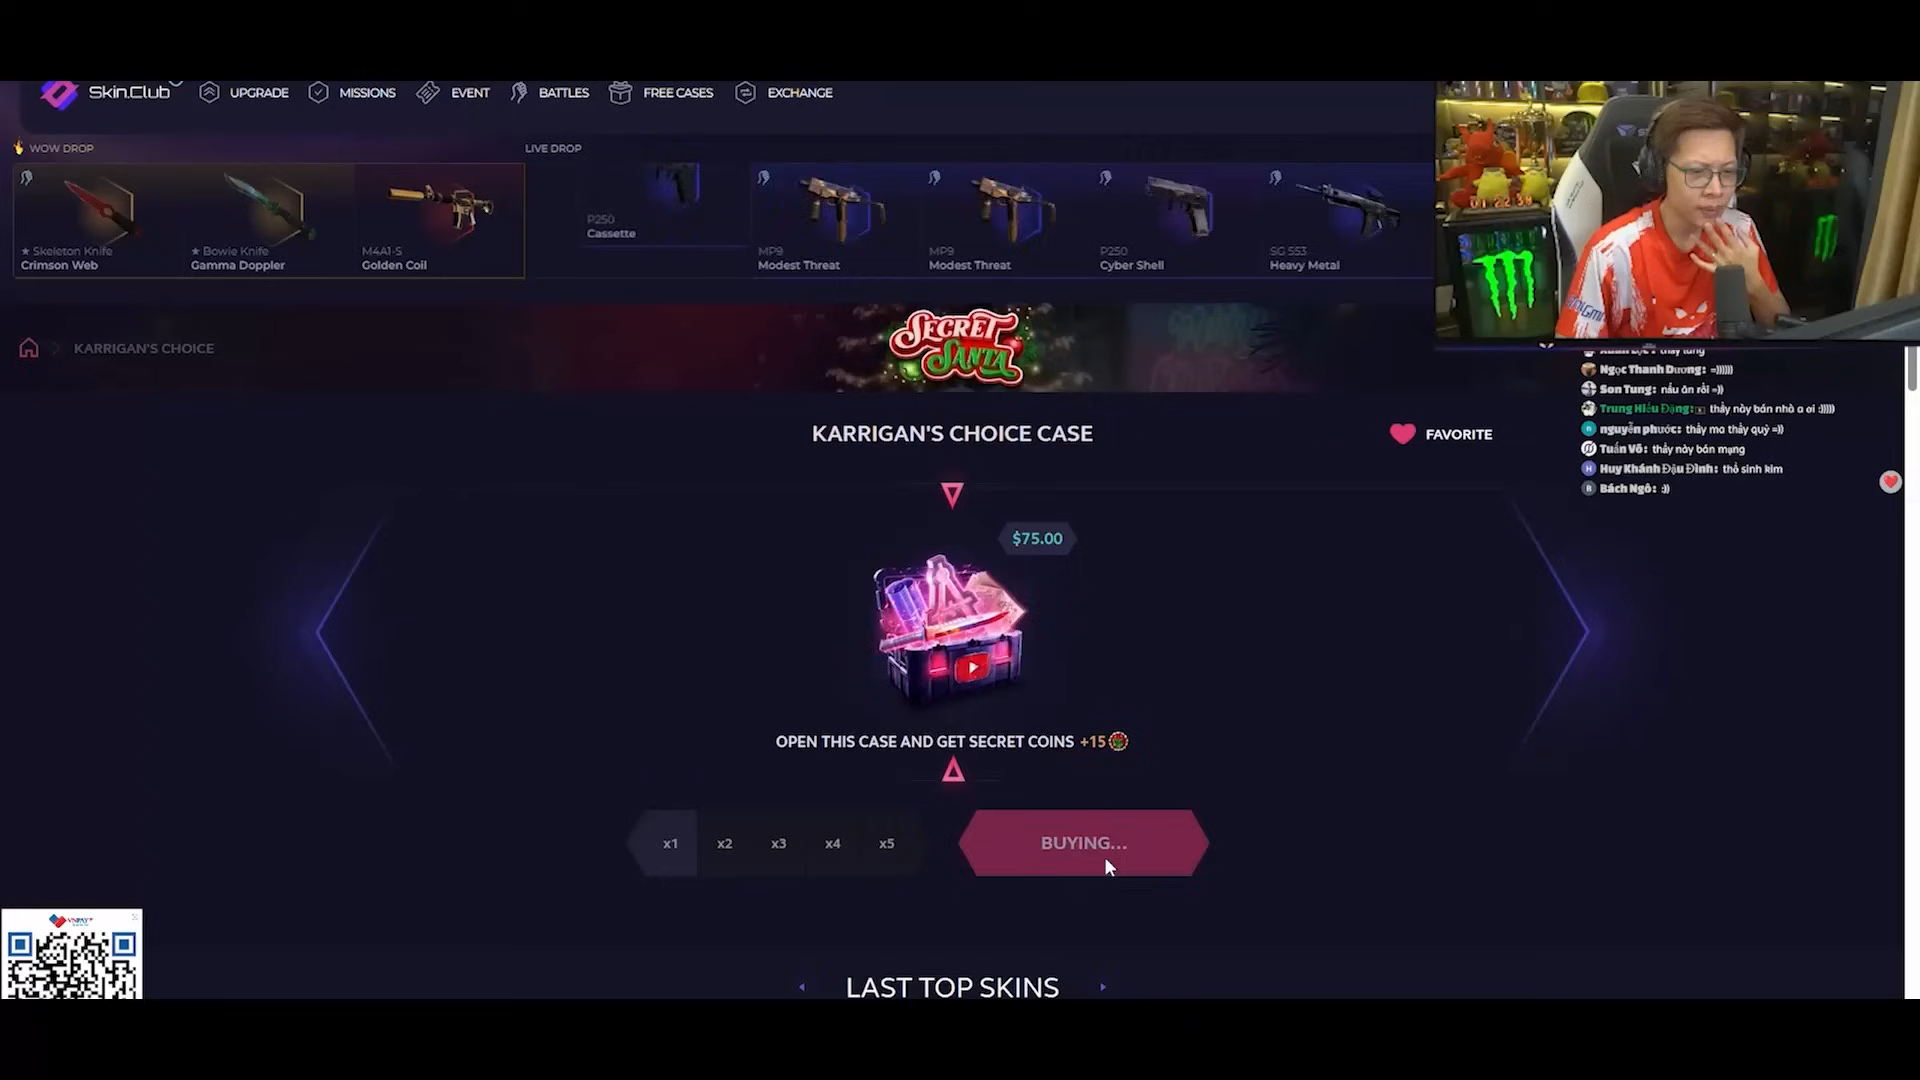 Skin.Club
UPGRADE
MISSIONS
EVENT
BATTLES
FREE CASES
EXCHANGE
WOW DROP
LIVE DROP
★ Skeleton Knife
Crimson Web
★ Bowie Knife
Gamma Doppler
M4A1-S
Golden Coil
P250
Cassette
MP9
Modest Threat
MP9
Modest Threat
P250
Cyber Shell
SG 553
Heavy Metal
01:22:39
KARRIGAN'S CHOICE
SECRET
SANTA
Ngọc Thanh Dương: =))))))
Son Tung: nấu ăn rồi =))
Trung Hiếu Đặng: thầy này bán nhà a ơi :)))))
nguyễn phước: thầy ma thầy quỷ =))
Tuấn Võ: thầy này bán mạng
Huy Khánh Đậu Đình: thổ sinh kim
Bách Ngô: :))
KARRIGAN'S CHOICE CASE
FAVORITE
$75.00
OPEN THIS CASE AND GET SECRET COINS +15
x1
x2
x3
x4
x5
BUYING...
VNPAY
LAST TOP SKINS